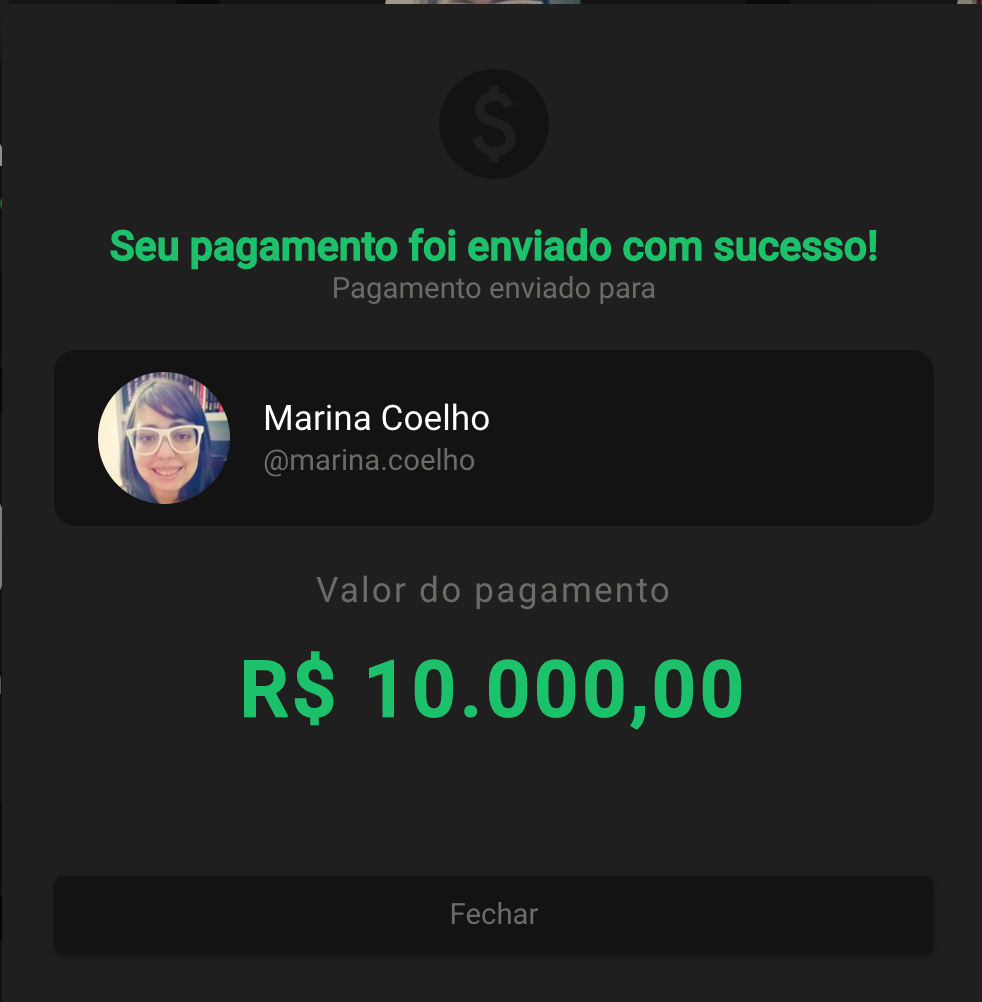 $
Seu pagamento foi enviado com sucesso!
Pagamento enviado para
Marina Coelho
@marina.coelho
Valor do pagamento
R$ 10.000,00
Fechar